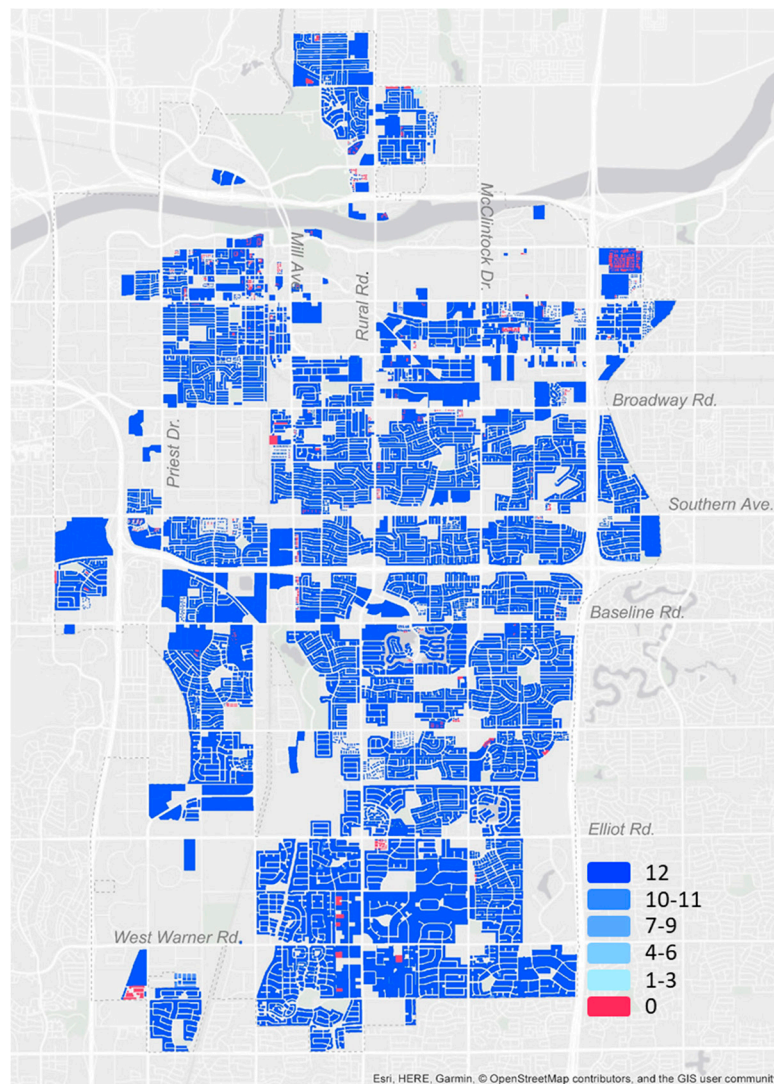 McClintock Dr.
Mill Ave
Rural Rd.
Broadway Rd.
Priest Dr.
Southern Ave.
Baseline Rd.
Elliot Rd.
12
10-11
7-9
4-6
1-3
0
West Warner Rd.
Esri, HERE, Garmin, © OpenStreetMap contributors, and the GIS user communit